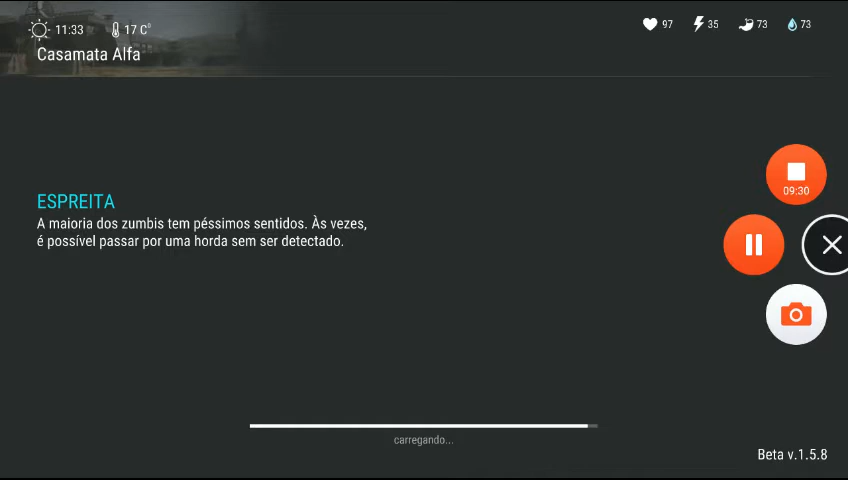 11:33 17 C°
97 35 73 73
Casamata Alfa
ESPREITA
A maioria dos zumbis tem péssimos sentidos. Às vezes,
é possível passar por uma horda sem ser detectado.
09:30
carregando...
Beta v.1.5.8